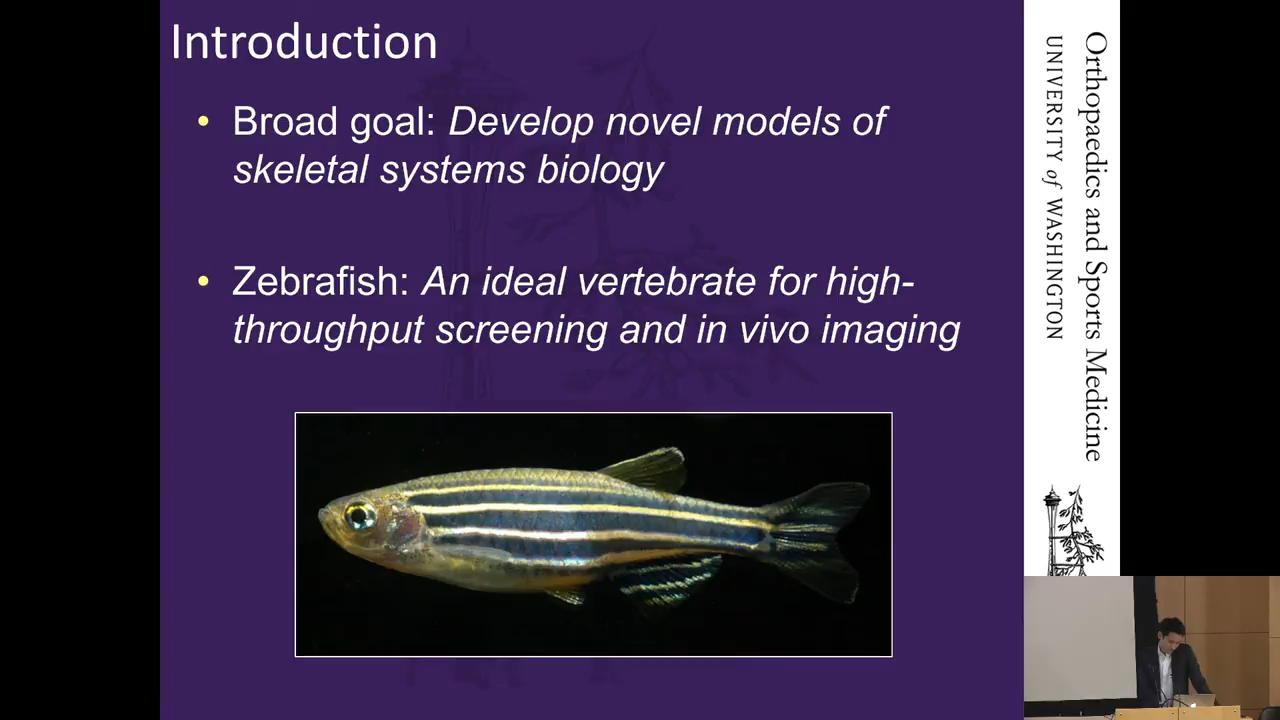 Introduction
• Broad goal: Develop novel models of
skeletal systems biology
• Zebrafish: An ideal vertebrate for high-
throughput screening and in vivo imaging
Orthopaedics and Sports Medicine
UNIVERSITY of WASHINGTON